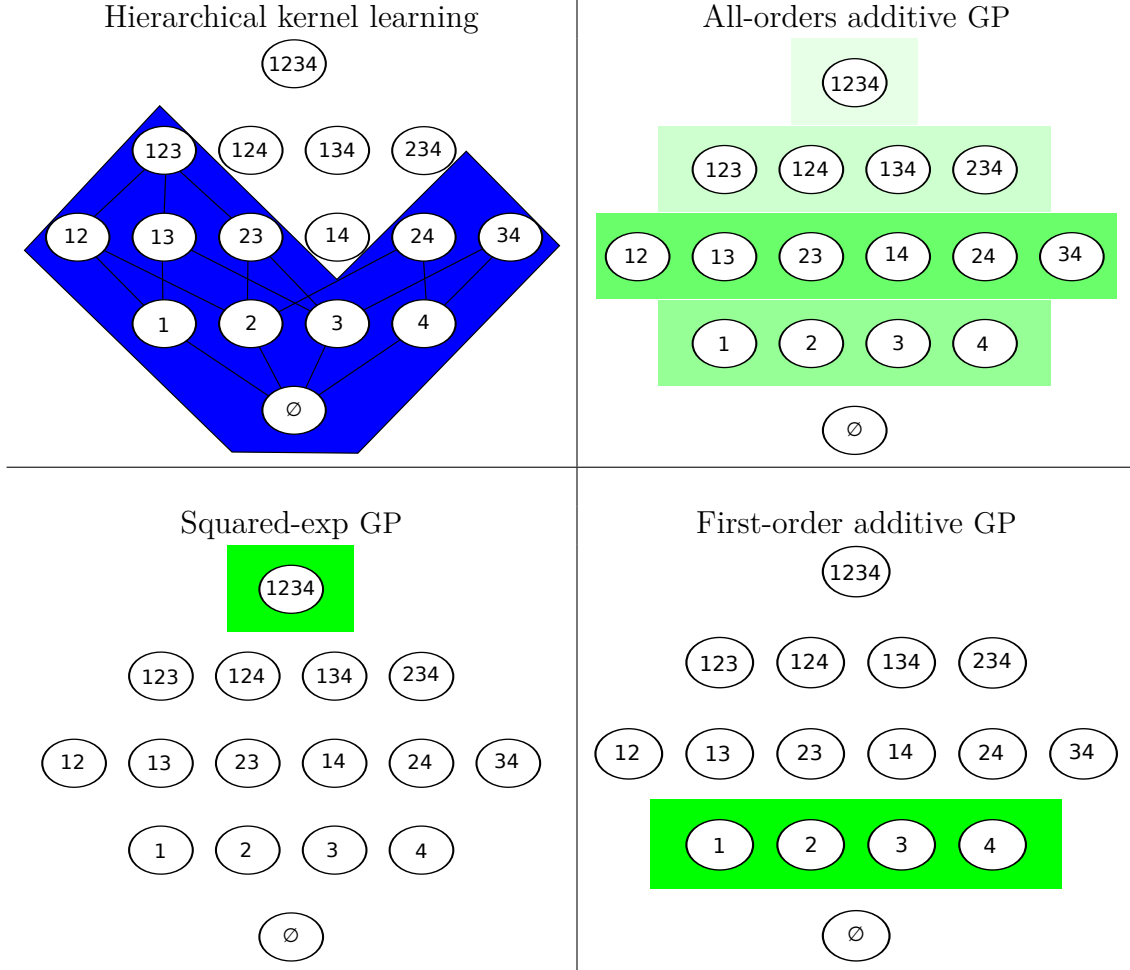 Hierarchical kernel learning
1234
123 124 134 234
12 13 23 14 24 34
1 2 3 4
∅
All-orders additive GP
1234
123 124 134 234
12 13 23 14 24 34
1 2 3 4
∅
Squared-exp GP
1234
123 124 134 234
12 13 23 14 24 34
1 2 3 4
∅
First-order additive GP
1234
123 124 134 234
12 13 23 14 24 34
1 2 3 4
∅